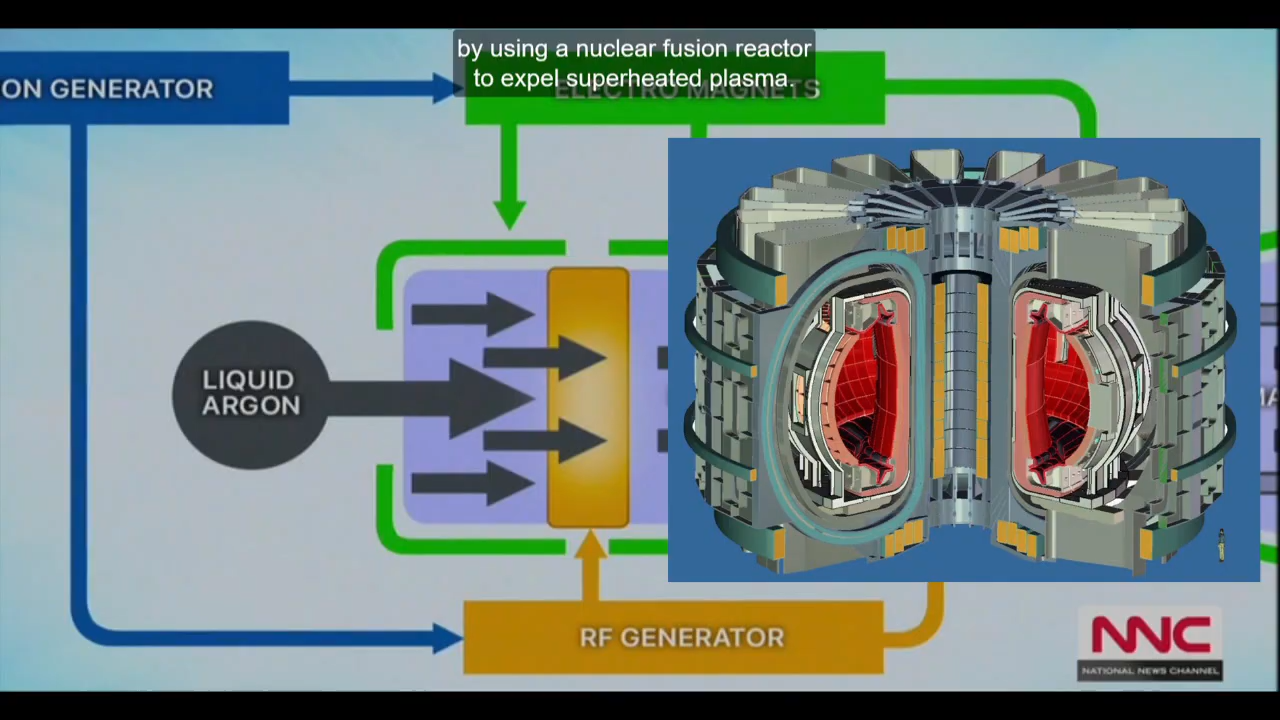 by using a nuclear fusion reactor
to expel superheated plasma.
ON GENERATOR
ELECTRO MAGNETS
LIQUID
ARGON
RF GENERATOR
NNC
NATIONAL NEWS CHANNEL